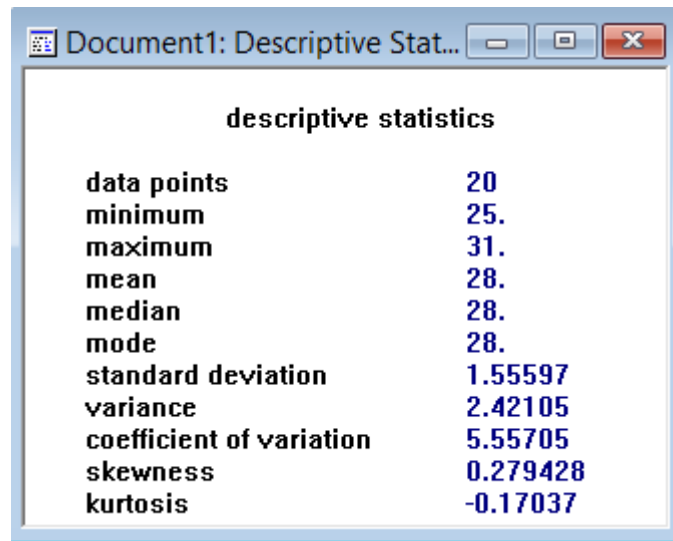 Document1: Descriptive Stat...
descriptive statistics
data points 20
minimum 25.
maximum 31.
mean 28.
median 28.
mode 28.
standard deviation 1.55597
variance 2.42105
coefficient of variation 5.55705
skewness 0.279428
kurtosis -0.17037